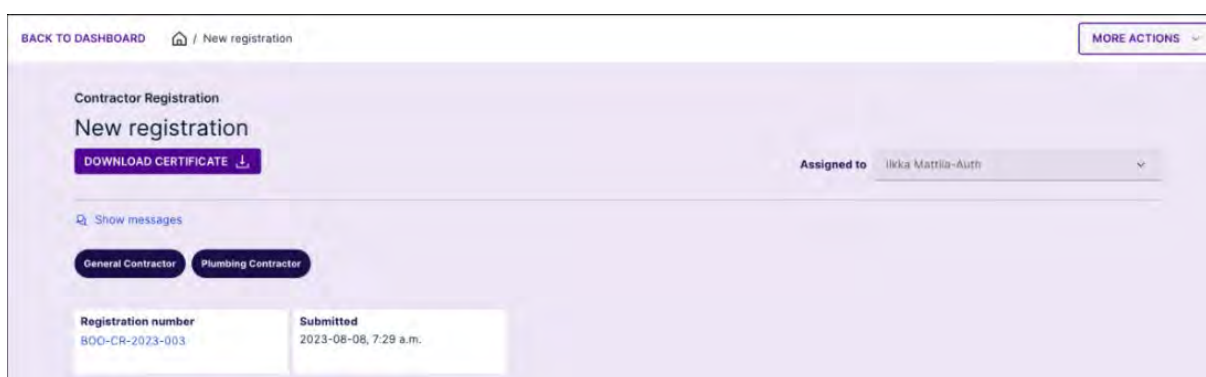 BACK TO DASHBOARD / New registration MORE ACTIONS
Contractor Registration
New registration
DOWNLOAD CERTIFICATE
Assigned to Ilkka Mattila-Auth
Show messages
General Contractor Plumbing Contractor
Registration number Submitted
BOO-CR-2023-003 2023-08-08, 7:29 a.m.